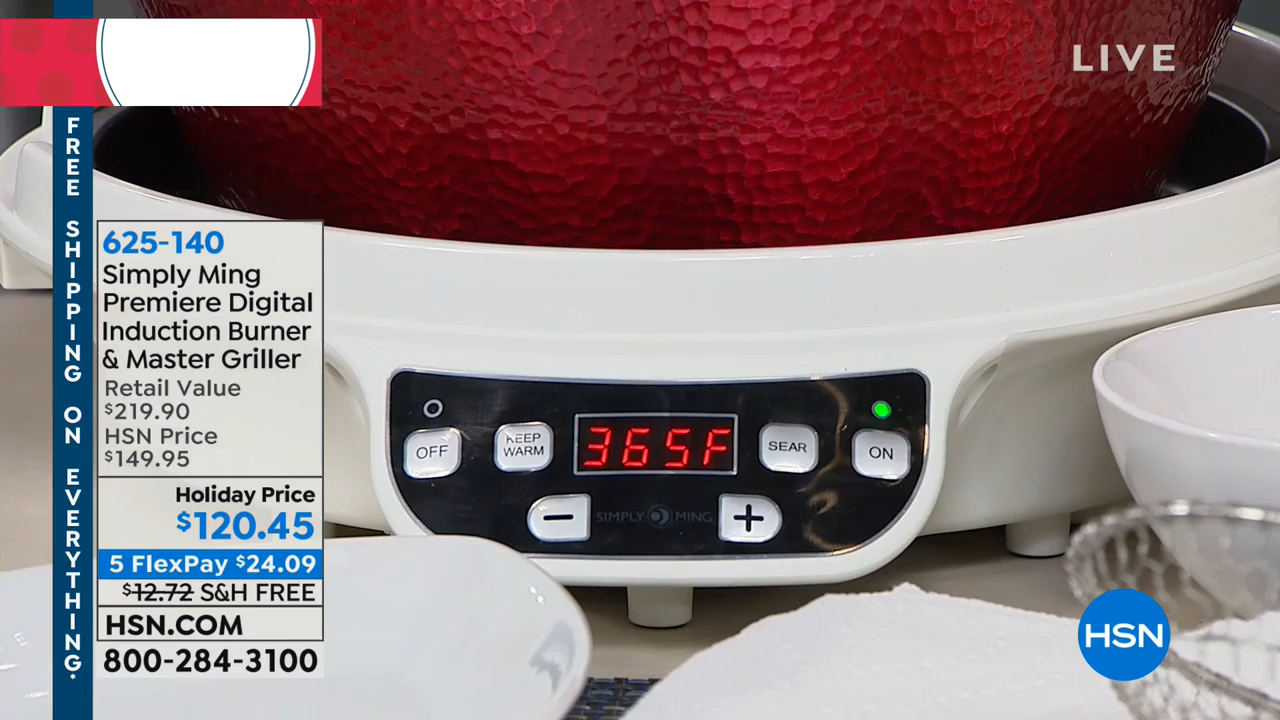 LIVE
FREE SHIPPING ON EVERYTHING*
625-140
Simply Ming
Premiere Digital
Induction Burner
& Master Griller
Retail Value
$219.90
HSN Price
$149.95
Holiday Price
$120.45
5 FlexPay $24.09
$12.72 S&H FREE
HSN.COM
800-284-3100
OFF
KEEP
WARM
365F
SEAR
ON
−
SIMPLY MING
+
HSN